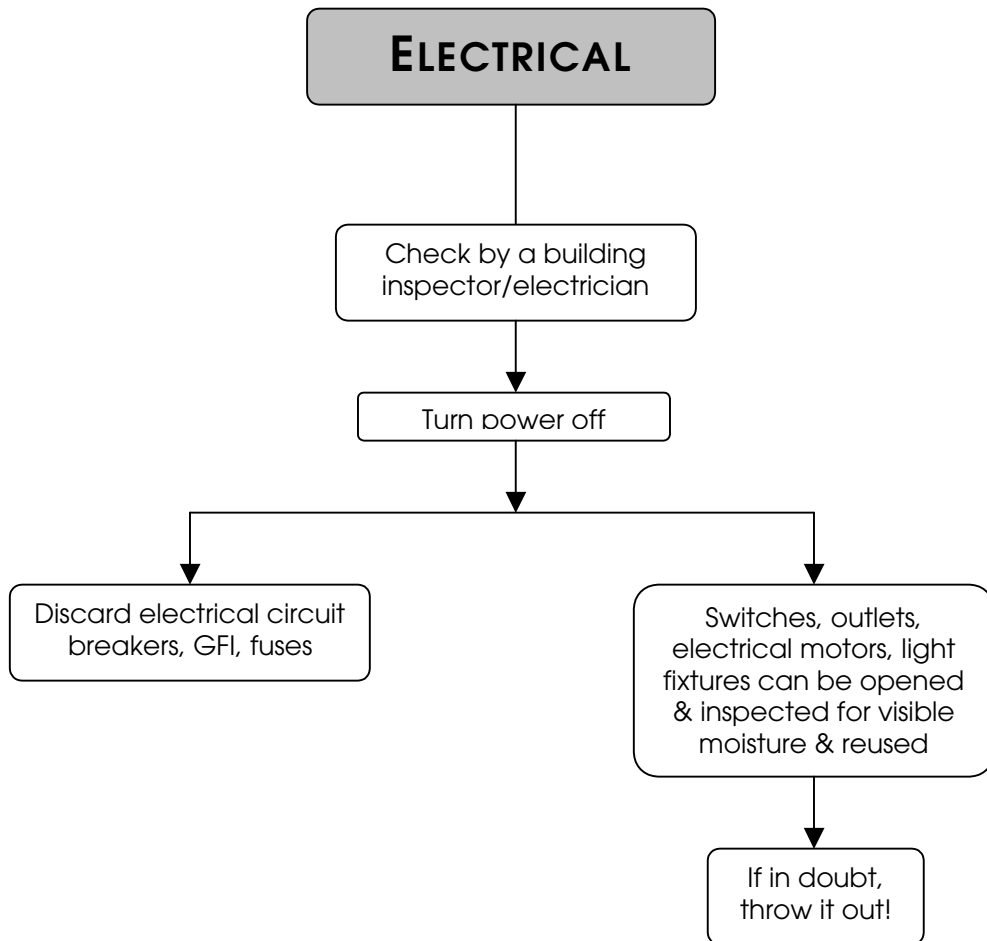 ELECTRICAL
Check by a building
inspector/electrician
Turn power off
Discard electrical circuit
breakers, GFI, fuses
Switches, outlets,
electrical motors, light
fixtures can be opened
& inspected for visible
moisture & reused
If in doubt,
throw it out!